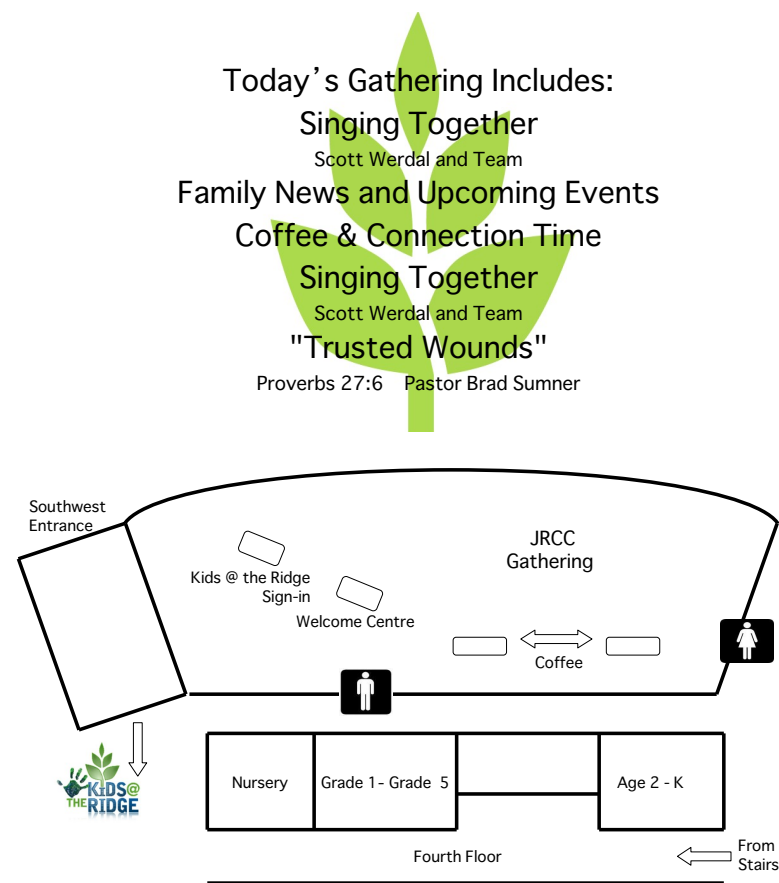 Today's Gathering Includes:
Singing Together
Scott Werdal and Team
Family News and Upcoming Events
Coffee & Connection Time
Singing Together
Scott Werdal and Team
"Trusted Wounds"
Proverbs 27:6 Pastor Brad Sumner
Southwest
Entrance
JRCC
Gathering
Kids @ the Ridge
Sign-in
Welcome Centre
Coffee
KiDS@
THE RIDGE
Nursery
Grade 1- Grade 5
Age 2 - K
Fourth Floor
From
Stairs